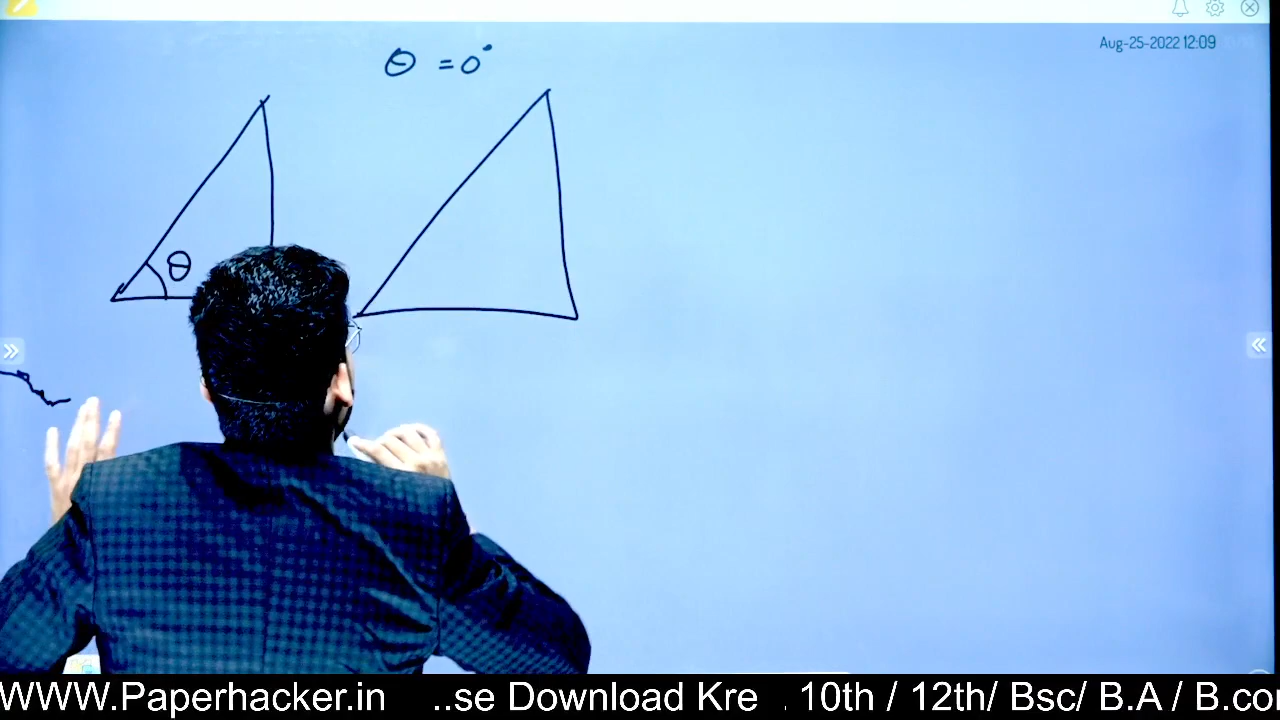 Aug-25-2022 12:09
θ = 0°
θ
WWW.Paperhacker.in ..se Download Kre . 10th / 12th/ Bsc/ B.A / B.co